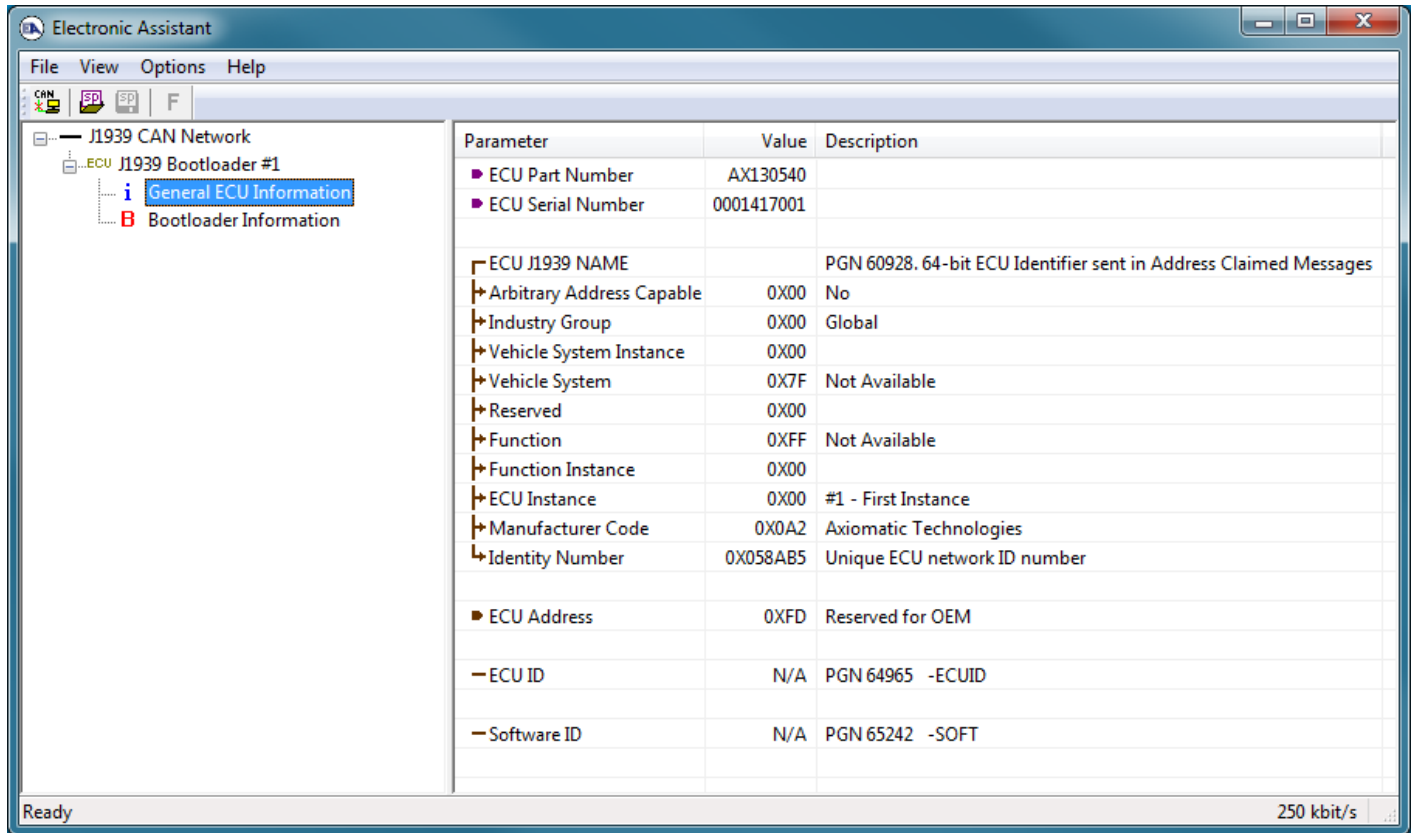 EA Electronic Assistant
File View Options Help
CAN SP SP F
J1939 CAN Network
ECU J1939 Bootloader #1
i General ECU Information
B Bootloader Information
Parameter Value Description
ECU Part Number AX130540
ECU Serial Number 0001417001
ECU J1939 NAME PGN 60928. 64-bit ECU Identifier sent in Address Claimed Messages
Arbitrary Address Capable 0X00 No
Industry Group 0X00 Global
Vehicle System Instance 0X00
Vehicle System 0X7F Not Available
Reserved 0X00
Function 0XFF Not Available
Function Instance 0X00
ECU Instance 0X00 #1 - First Instance
Manufacturer Code 0X0A2 Axiomatic Technologies
Identity Number 0X058AB5 Unique ECU network ID number
ECU Address 0XFD Reserved for OEM
ECU ID N/A PGN 64965 -ECUID
Software ID N/A PGN 65242 -SOFT
Ready 250 kbit/s